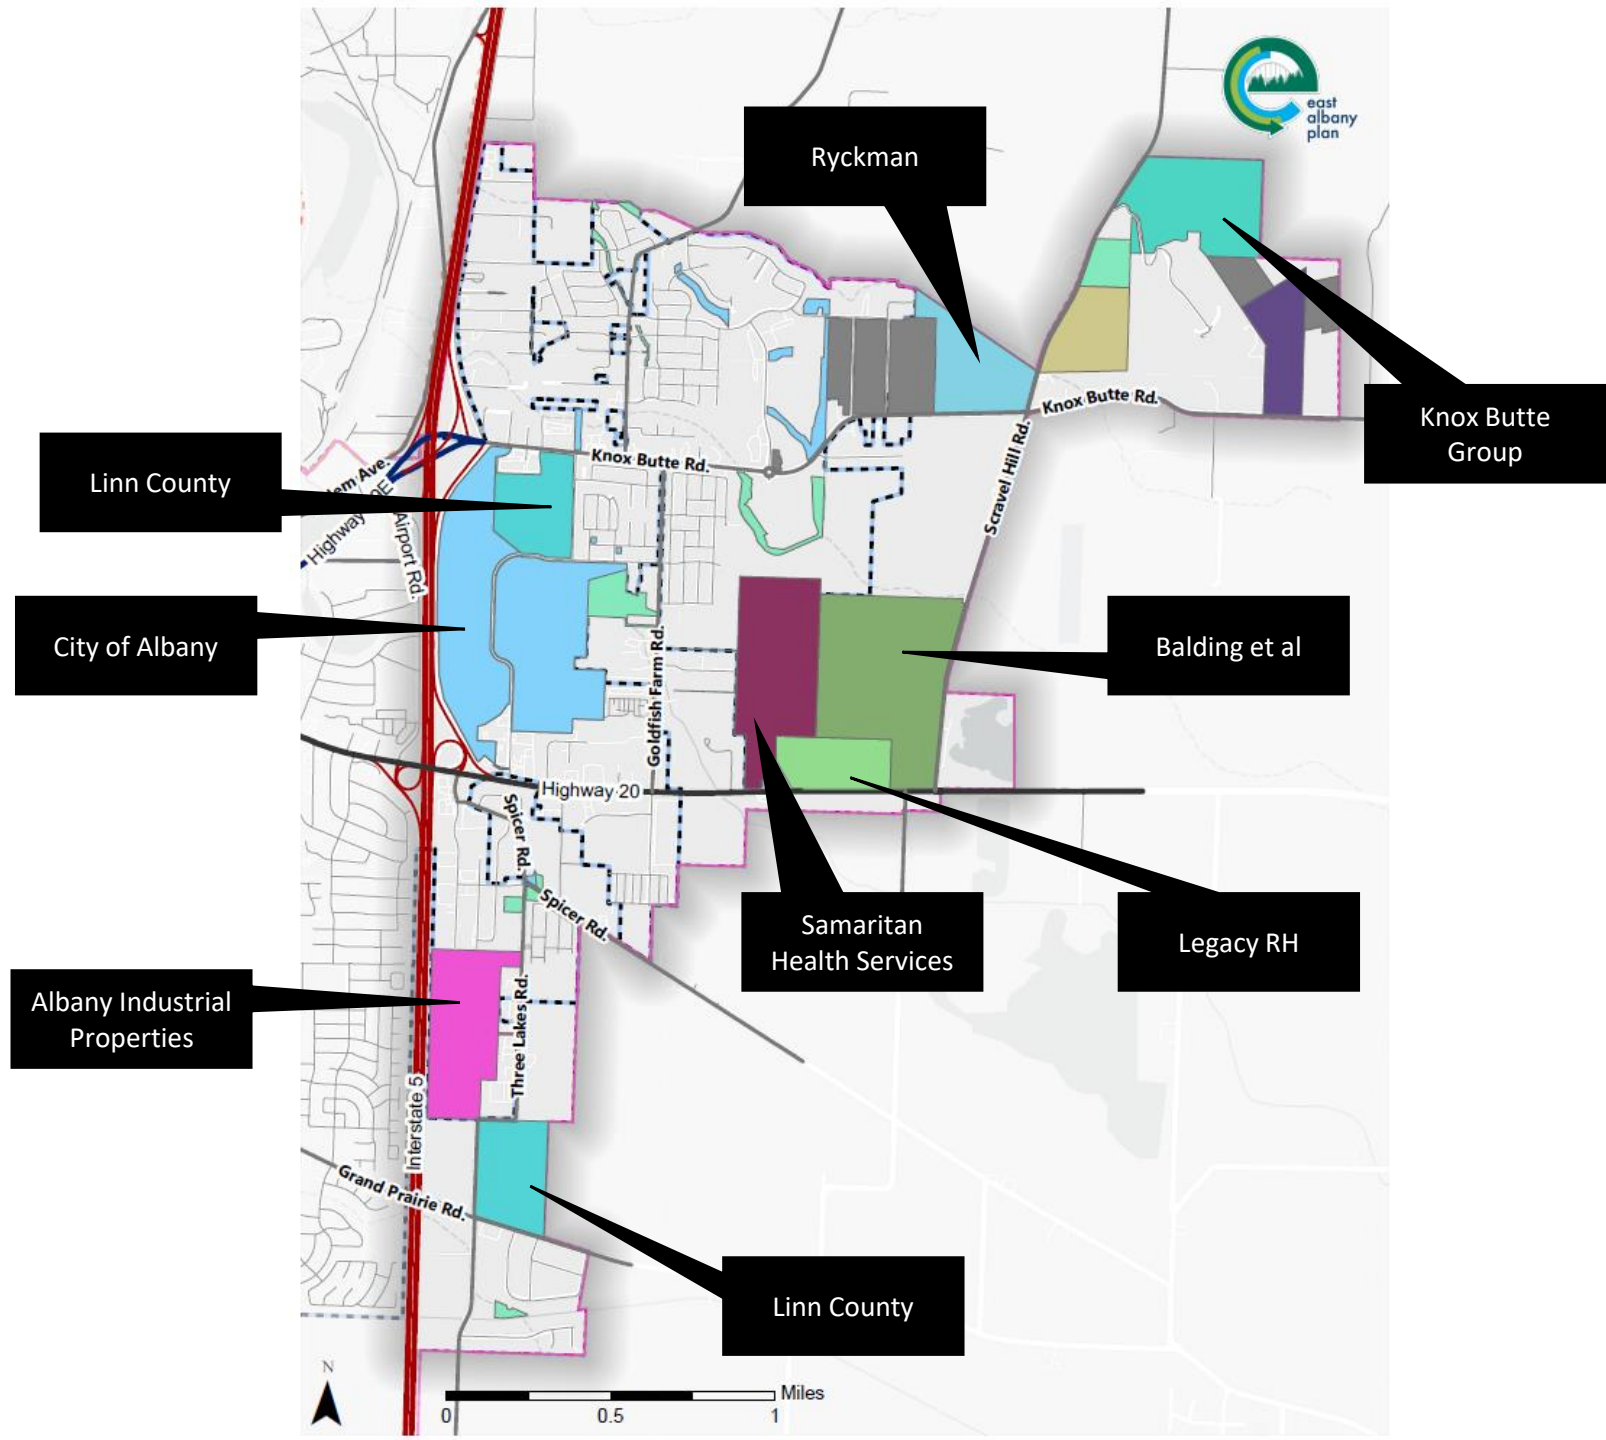 east
albany
plan
Ryckman
Knox Butte
Group
Knox Butte Rd.
Linn County
Knox Butte Rd.
Scravel Hill Rd.
Highway
Airport Rd.
City of Albany
Balding et al
Goldfish Farm Rd.
Highway 20
Spicer Rd.
Spicer Rd.
Samaritan
Health Services
Legacy RH
Albany Industrial
Properties
Three Lakes Rd.
Interstate 5
Grand Prairie Rd.
Linn County
N
Miles
0 0.5 1